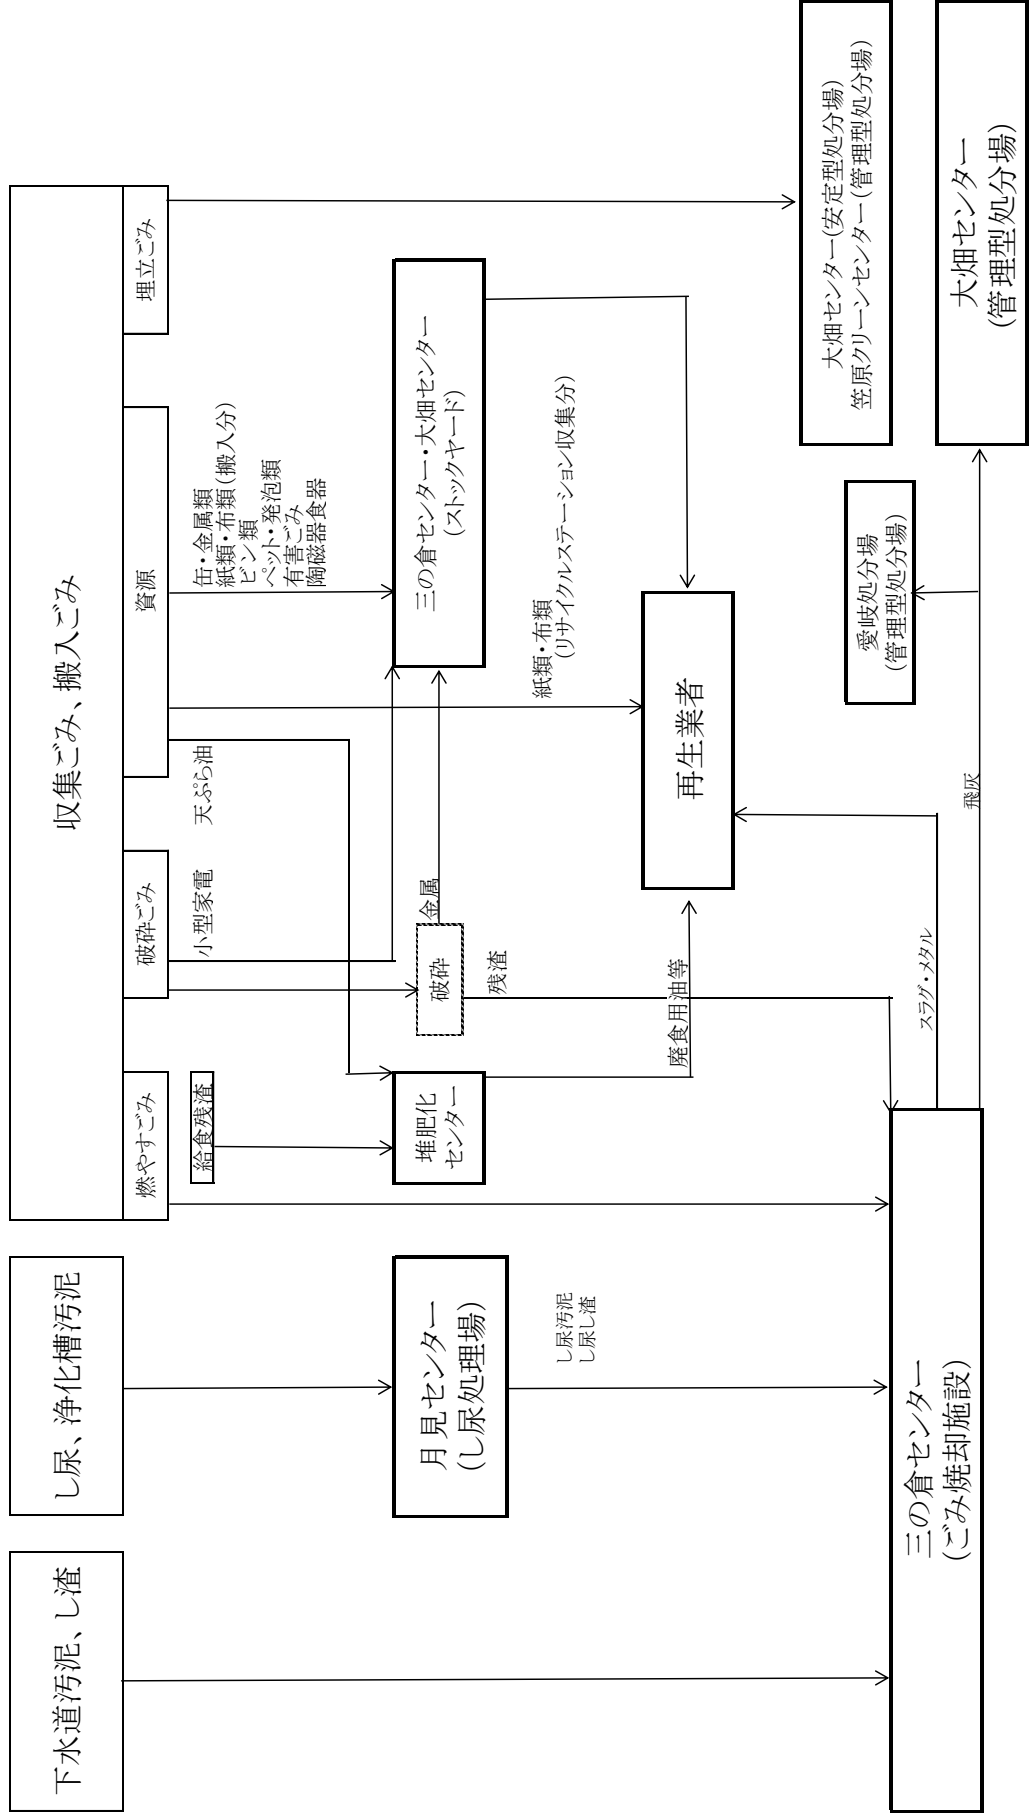 下水道汚泥、し渣
し尿、浄化槽汚泥
収集ごみ、搬入ごみ
燃やすごみ
破砕ごみ
資源
埋立ごみ
給食残渣
小型家電
天ぷら油
缶・金属類
紙類・布類（搬入分）
ビン類
ペット・発泡類
有害ごみ
陶磁器食器
月見センター
（し尿処理場）
堆肥化
センター
破砕
金属
三の倉センター・大畑センター
（ストックヤード）
残渣
し尿汚泥
し尿し渣
紙類・布類
（リサイクルステーション収集分）
廃食用油等
再生業者
大畑センター（安定型処分場）
笠原クリーンセンター（管理型処分場）
愛岐処分場
（管理型処分場）
三の倉センター
（ごみ焼却施設）
スラグ・メタル
飛灰
大畑センター
（管理型処分場）